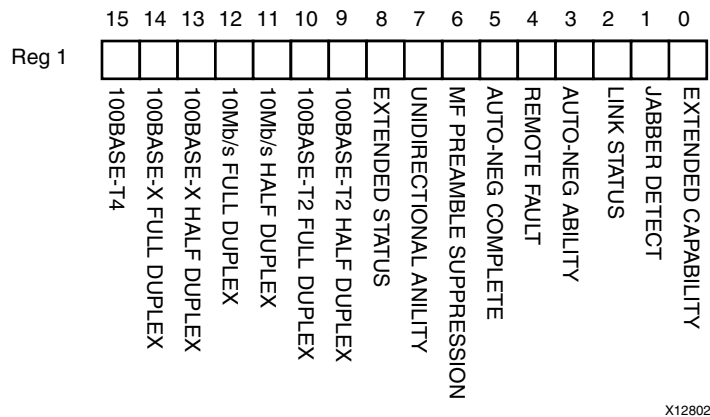 15 14 13 12 11 10 9 8 7 6 5 4 3 2 1 0
Reg 1
100BASE-T4
100BASE-X FULL DUPLEX
100BASE-X HALF DUPLEX
10Mb/s FULL DUPLEX
10Mb/s HALF DUPLEX
100BASE-T2 FULL DUPLEX
100BASE-T2 HALF DUPLEX
EXTENDED STATUS
UNIDIRECTIONAL ANILITY
MF PREAMBLE SUPPRESSION
AUTO-NEG COMPLETE
REMOTE FAULT
AUTO-NEG ABILITY
LINK STATUS
JABBER DETECT
EXTENDED CAPABILITY
X12802